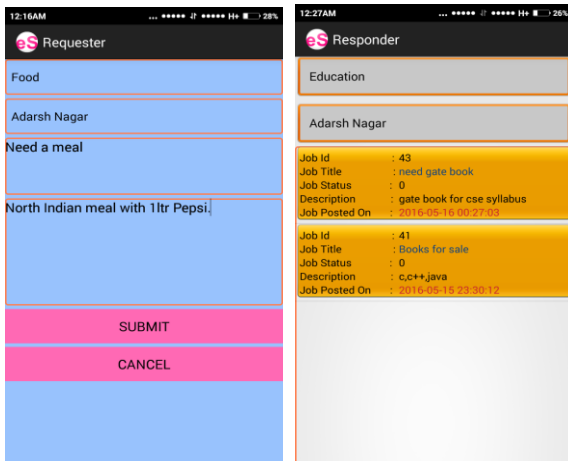 12:16AM ... H+ 28%
eS Requester
Food
Adarsh Nagar
Need a meal
North Indian meal with 1ltr Pepsi.
SUBMIT
CANCEL
12:27AM ... H+ 26%
eS Responder
Education
Adarsh Nagar
Job Id : 43
Job Title : need gate book
Job Status : 0
Description : gate book for cse syllabus
Job Posted On : 2016-05-16 00:27:03
Job Id : 41
Job Title : Books for sale
Job Status : 0
Description : c,c++,java
Job Posted On : 2016-05-15 23:30:12